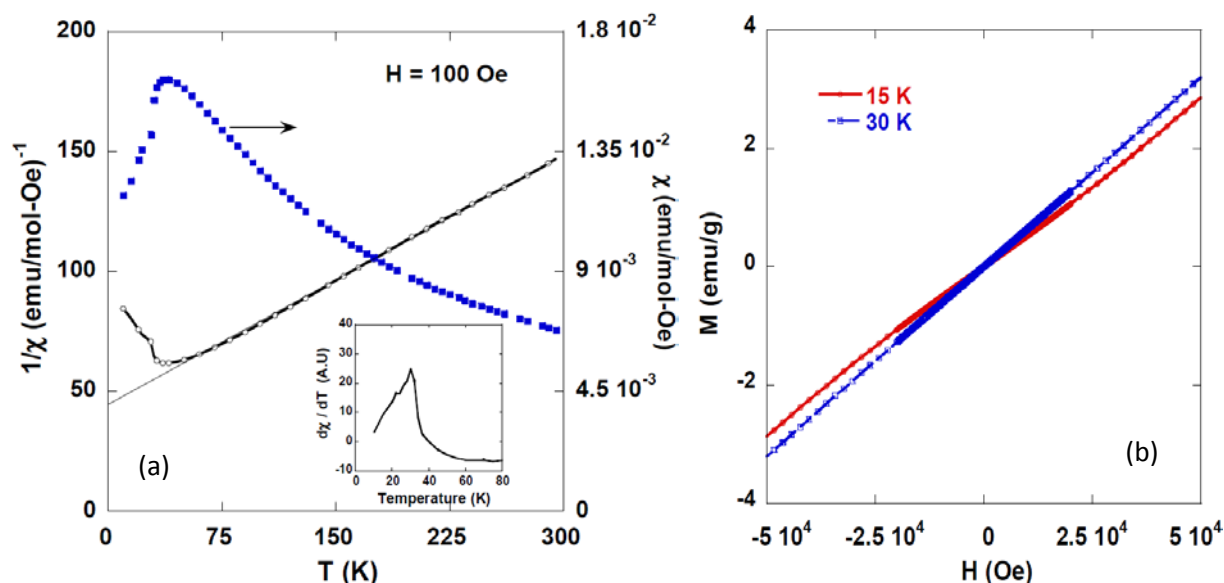 200
150
100
50
0
1/χ (emu/mol-Oe)⁻¹
H = 100 Oe
1.8 10⁻²
1.35 10⁻²
9 10⁻³
4.5 10⁻³
0
χ (emu/mol-Oe)
40
30
20
10
0
-10
dχ / dT (A.U)
0 20 40 60 80
Temperature (K)
(a)
0 75 150 225 300
T (K)
4
2
0
-2
-4
M (emu/g)
15 K
30 K
(b)
-5 10⁴ -2.5 10⁴ 0 2.5 10⁴ 5 10⁴
H (Oe)